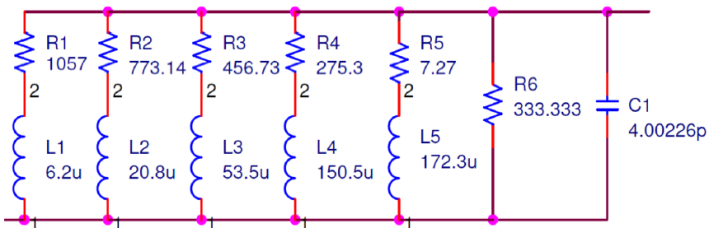 R1
1057
2
L1
6.2u
R2
773.14
2
L2
20.8u
R3
456.73
2
L3
53.5u
R4
275.3
2
L4
150.5u
R5
7.27
2
L5
172.3u
R6
333.333
C1
4.00226p